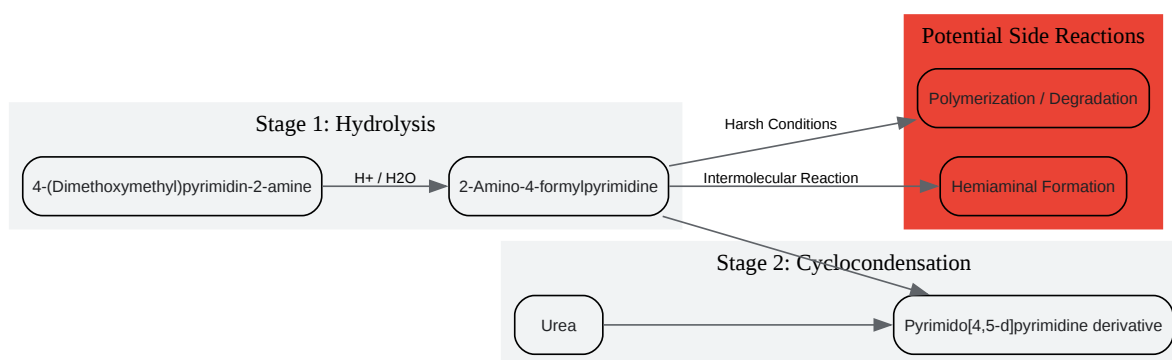 Potential Side Reactions
Polymerization / Degradation
Stage 1: Hydrolysis
Harsh Conditions
4-(Dimethoxymethyl)pyrimidin-2-amine
H+ / H2O
2-Amino-4-formylpyrimidine
Intermolecular Reaction
Hemiaminal Formation
Stage 2: Cyclocondensation
Urea
Pyrimido[4,5-d]pyrimidine derivative